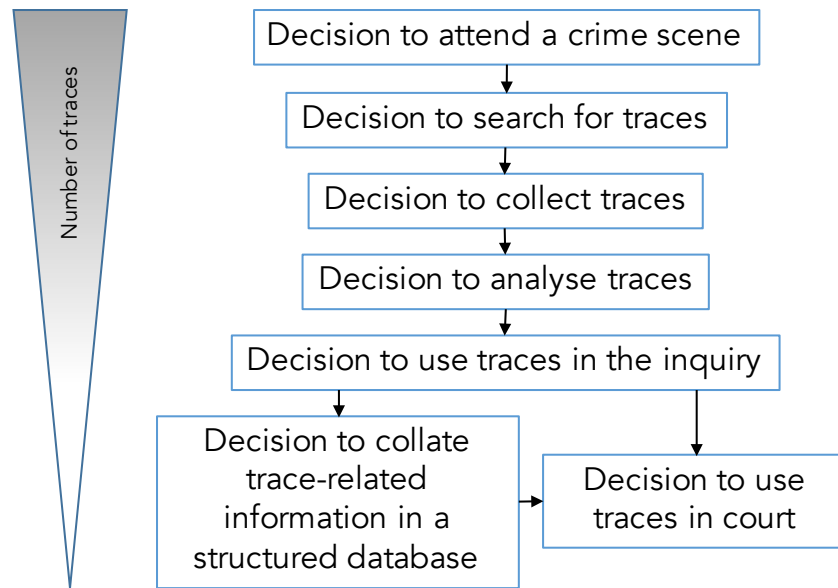 Number of traces
Decision to attend a crime scene
Decision to search for traces
Decision to collect traces
Decision to analyse traces
Decision to use traces in the inquiry
Decision to collate
trace-related
information in a
structured database
Decision to use
traces in court